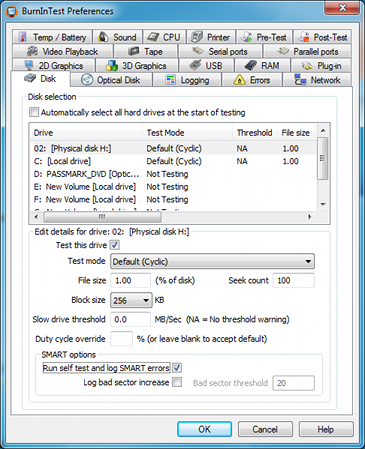 BurnInTest Preferences
Temp / Battery Sound CPU Printer Pre-Test Post-Test
Video Playback Tape Serial ports Parallel ports
2D Graphics 3D Graphics USB RAM Plug-in
Disk Optical Disk Logging Errors Network
Disk selection
Automatically select all hard drives at the start of testing
Drive Test Mode Threshold File size
02: [Physical disk H:] Default (Cyclic) NA 1.00
C: [Local drive] Default (Cyclic) NA 1.00
D: PASSMARK_DVD [Optic... Not Testing
E: New Volume [Local drive] Not Testing
F: New Volume [Local drive] Not Testing
Edit details for drive: 02: [Physical disk H:]
Test this drive
Test mode Default (Cyclic)
File size 1.00 (% of disk) Seek count 100
Block size 256 KB
Slow drive threshold 0.0 MB/Sec (NA = No threshold warning)
Duty cycle override % (or leave blank to accept default)
SMART options
Run self test and log SMART errors
Log bad sector increase Bad sector threshold 20
OK Cancel Help